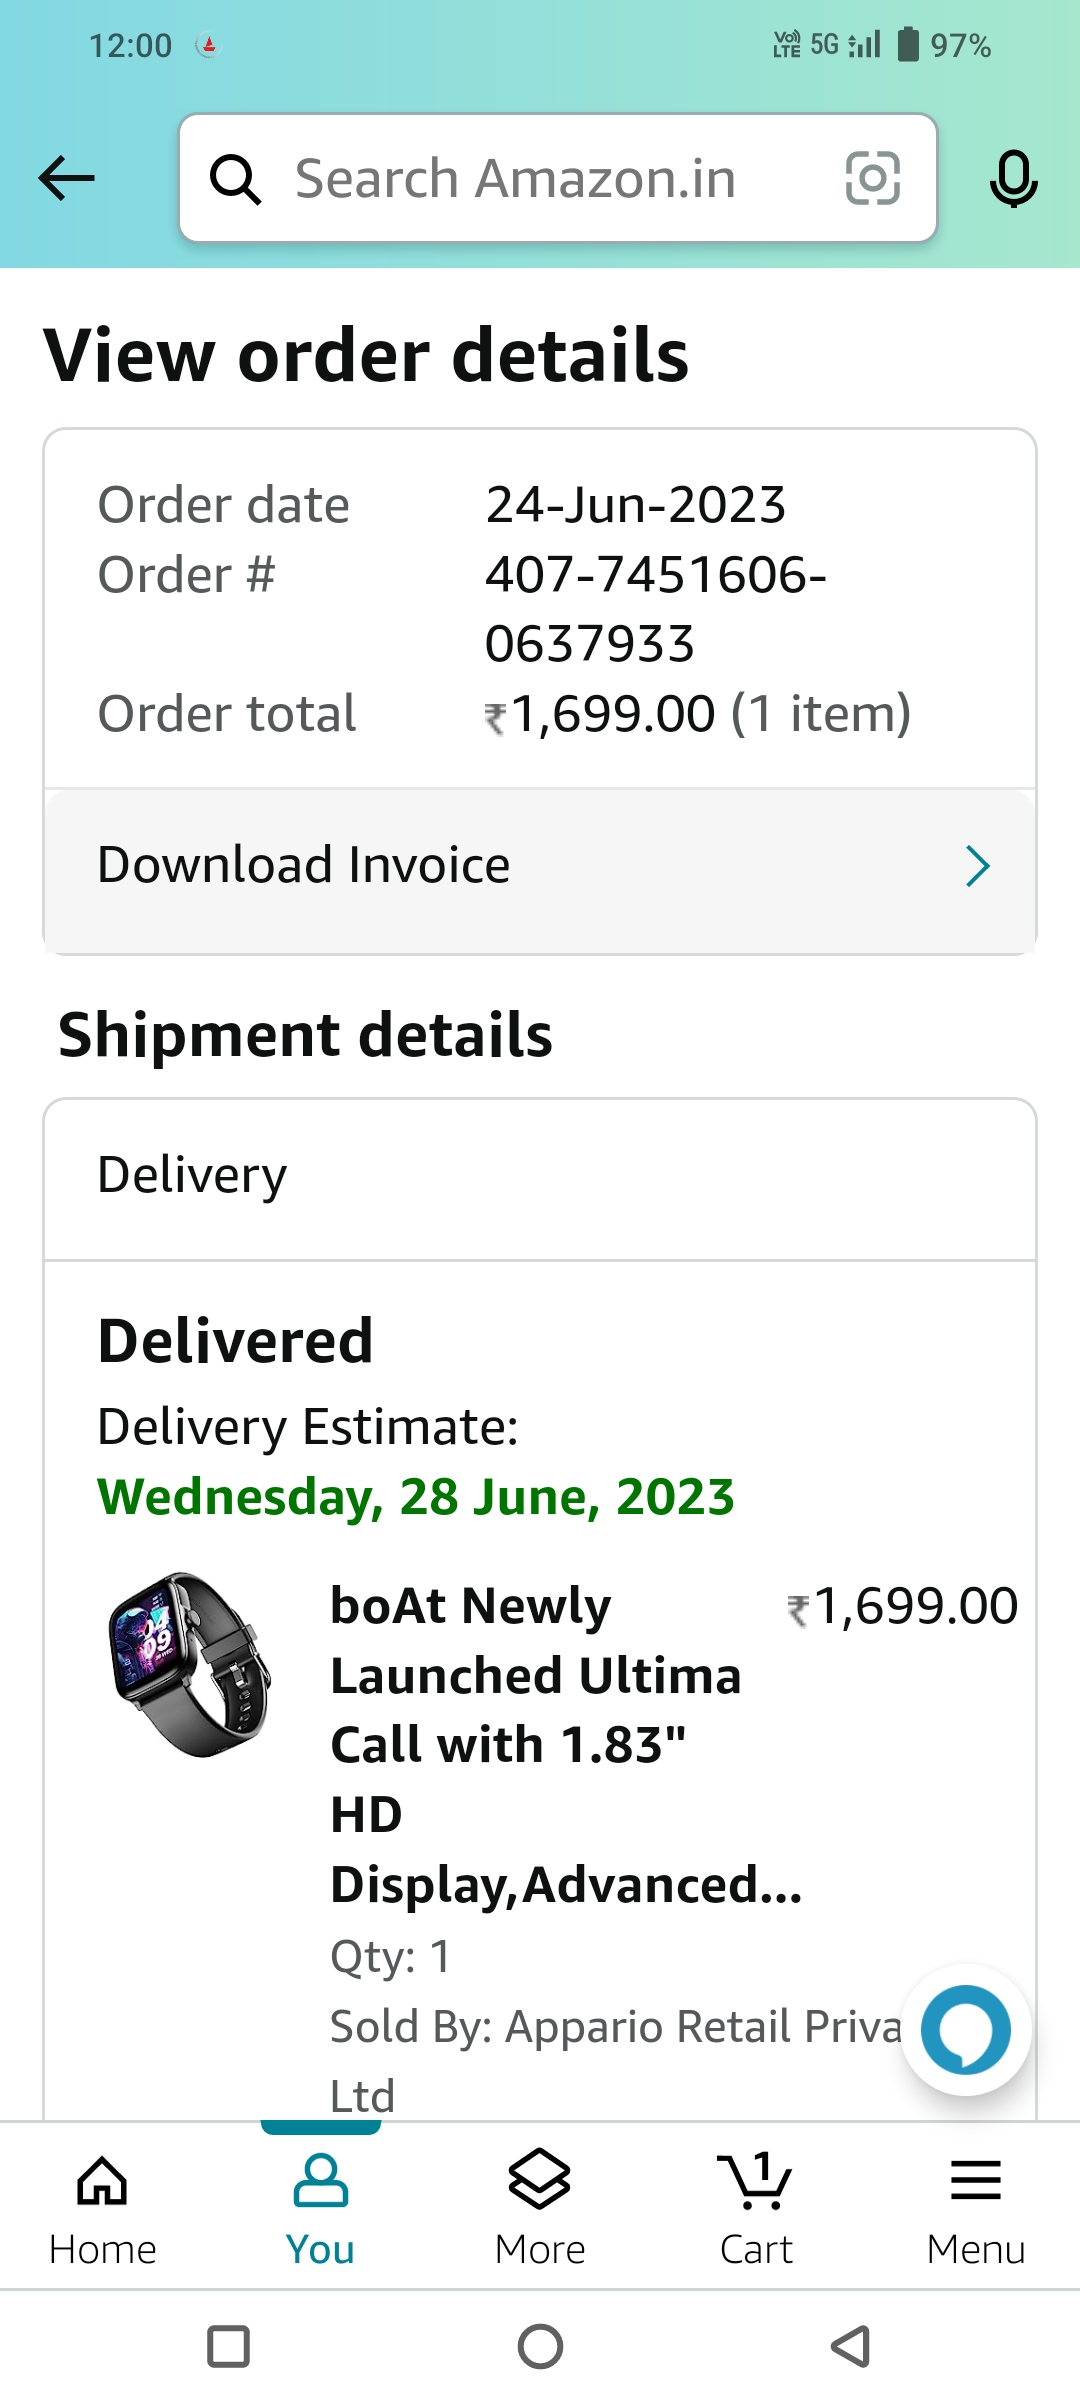 12:00
Vo)) LTE 5G 97%
Search Amazon.in
View order details
Order date 24-Jun-2023
Order # 407-7451606-
0637933
Order total ₹1,699.00 (1 item)
Download Invoice
Shipment details
Delivery
Delivered
Delivery Estimate:
Wednesday, 28 June, 2023
boAt Newly ₹1,699.00
Launched Ultima
Call with 1.83"
HD
Display,Advanced...
Qty: 1
Sold By: Appario Retail Priva
Ltd
1
Home You More Cart Menu